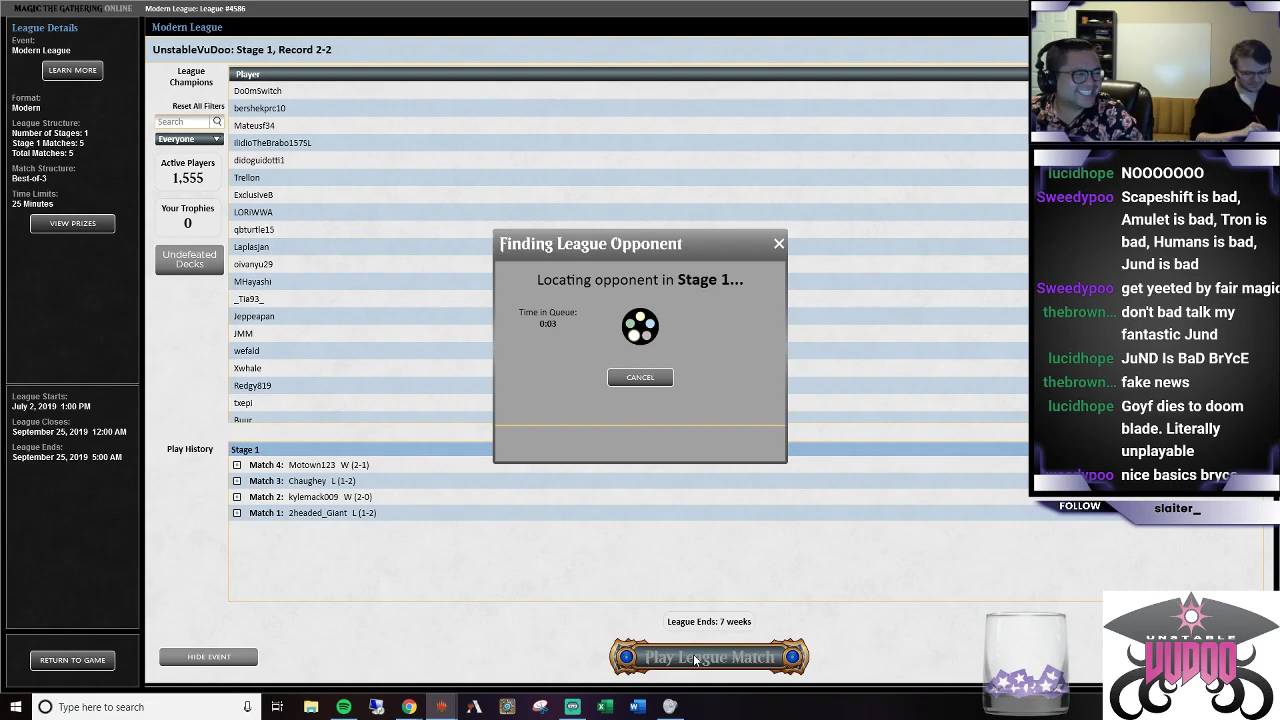 MAGIC THE GATHERING ONLINE
Modern League: League #4586
League Details
Event:
Modern League
LEARN MORE
Format:
Modern
League Structure:
Number of Stages: 1
Stage 1 Matches: 5
Total Matches: 5
Match Structure:
Best-of-3
Time Limits:
25 Minutes
VIEW PRIZES
League Starts:
July 2, 2019 1:00 PM
League Closes:
September 25, 2019 12:00 AM
League Ends:
September 25, 2019 5:00 AM
RETURN TO GAME
Modern League
UnstableVuDoo: Stage 1, Record 2-2
League
Champions
Reset All Filters
Search
Everyone
Active Players
1,555
Your Trophies
0
Undefeated
Decks
Player
Do0mSwitch
bershekprc10
Mateusf34
IlidioTheBrabo157SL
didoguidotti1
Trellon
ExclusiveB
LORiWWA
qbturtle15
Laplasjan
oivanyu29
MHayashi
_Tia93_
Jeppeapan
JMM
wefald
Xwhale
Redgy819
txepi
Buur
Finding League Opponent
Locating opponent in Stage 1...
Time in Queue:
0:03
CANCEL
Play History
Stage 1
Match 4: Motown123 W (2-1)
Match 3: Chaughey L (1-2)
Match 2: kylemack009 W (2-0)
Match 1: 2headed_Giant L (1-2)
League Ends: 7 weeks
HIDE EVENT
Play League Match
lucidhope NOOOOOOO
Sweedypoo Scapeshift is bad,
Amulet is bad, Tron is
bad, Humans is bad,
Jund is bad
Sweedypoo get yeeted by fair magic
thebrown... don't bad talk my
fantastic Jund
lucidhope JuND Is BaD BrYcE
thebrown... fake news
lucidhope Goyf dies to doom
blade. Literally
unplayable
nice basics bryce
FOLLOW
slaiter_
UNSTABLE
VUDOO
Type here to search